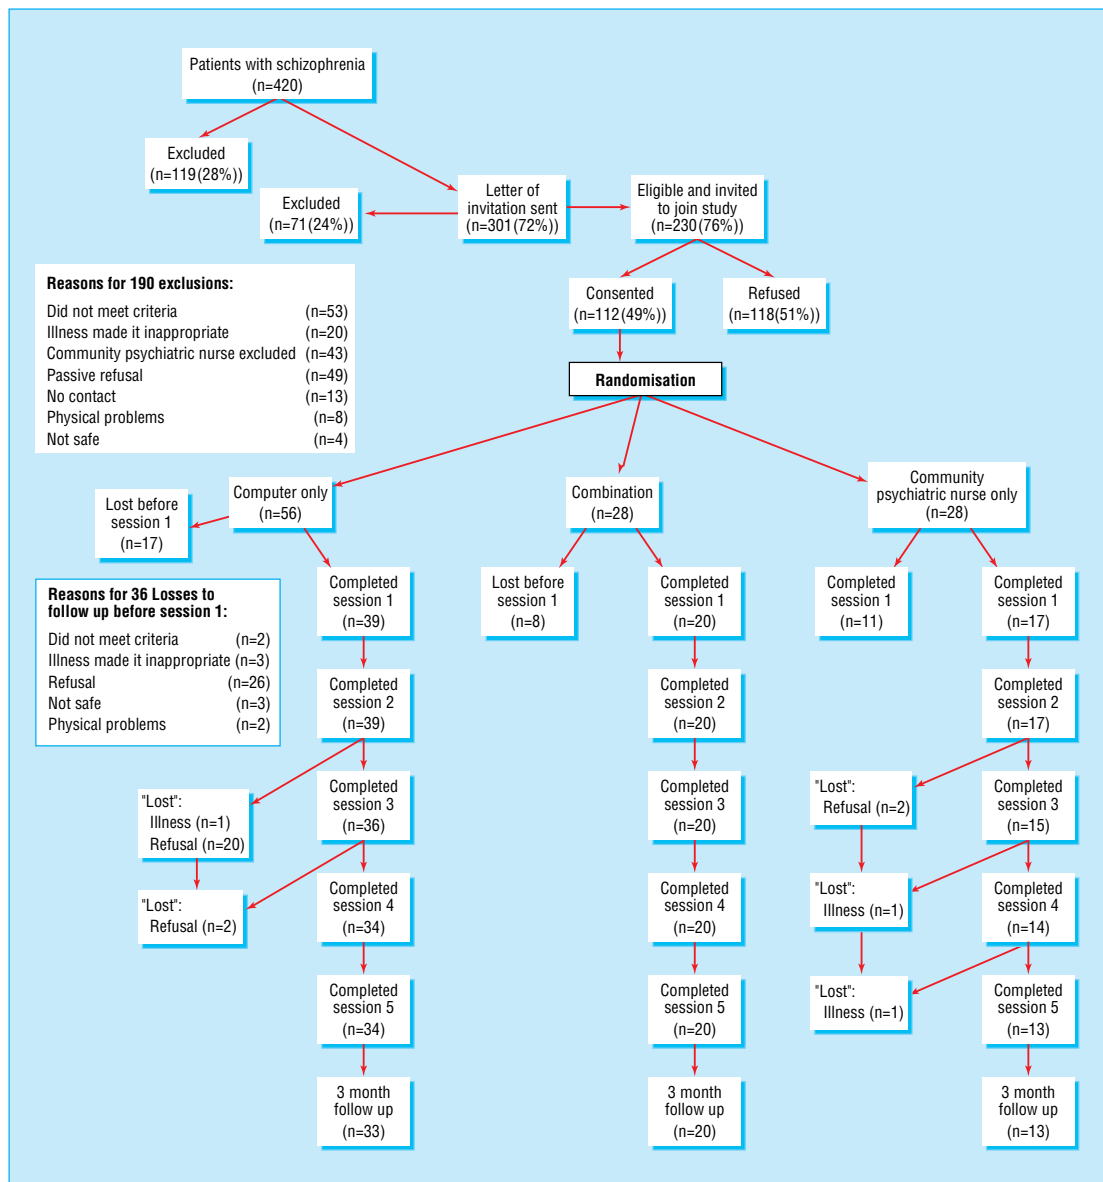 Patients with schizophrenia
(n=420)
Excluded
(n=119(28%))
Excluded
(n=71(24%))
Letter of
invitation sent
(n=301(72%))
Eligible and invited
to join study
(n=230(76%))
Consented
(n=112(49%))
Refused
(n=118(51%))
Reasons for 190 exclusions:
Did not meet criteria (n=53)
Illness made it inappropriate (n=20)
Community psychiatric nurse excluded (n=43)
Passive refusal (n=49)
No contact (n=13)
Physical problems (n=8)
Not safe (n=4)
Randomisation
Lost before
session 1
(n=17)
Computer only
(n=56)
Combination
(n=28)
Community
psychiatric nurse only
(n=28)
Reasons for 36 Losses to
follow up before session 1:
Did not meet criteria (n=2)
Illness made it inappropriate (n=3)
Refusal (n=26)
Not safe (n=3)
Physical problems (n=2)
Completed
session 1
(n=39)
Lost before
session 1
(n=8)
Completed
session 1
(n=20)
Completed
session 1
(n=11)
Completed
session 1
(n=17)
Completed
session 2
(n=39)
Completed
session 2
(n=20)
Completed
session 2
(n=17)
"Lost":
Illness (n=1)
Refusal (n=20)
Completed
session 3
(n=36)
Completed
session 3
(n=20)
"Lost":
Refusal (n=2)
Completed
session 3
(n=15)
"Lost":
Refusal (n=2)
Completed
session 4
(n=34)
Completed
session 4
(n=20)
"Lost":
Illness (n=1)
Completed
session 4
(n=14)
Completed
session 5
(n=34)
Completed
session 5
(n=20)
"Lost":
Illness (n=1)
Completed
session 5
(n=13)
3 month
follow up
(n=33)
3 month
follow up
(n=20)
3 month
follow up
(n=13)